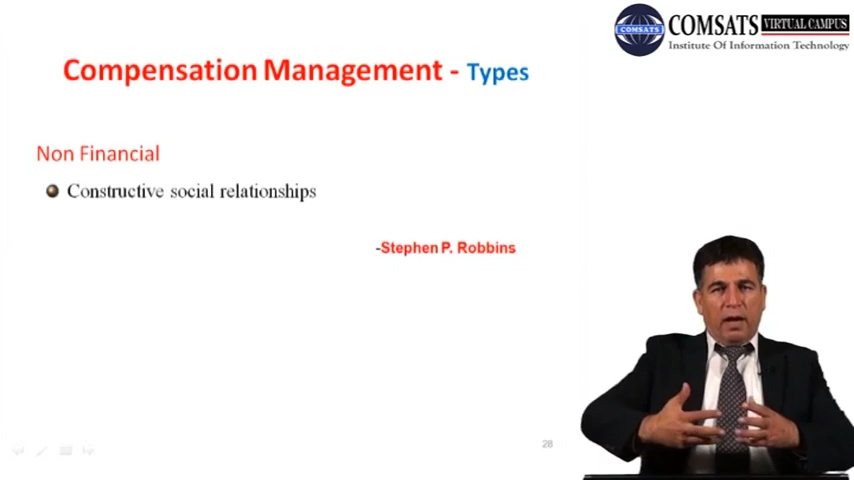 COMSATS VIRTUAL CAMPUS
COMSATS
Institute Of Information Technology
Compensation Management - Types
Non Financial
Constructive social relationships
-Stephen P. Robbins
28